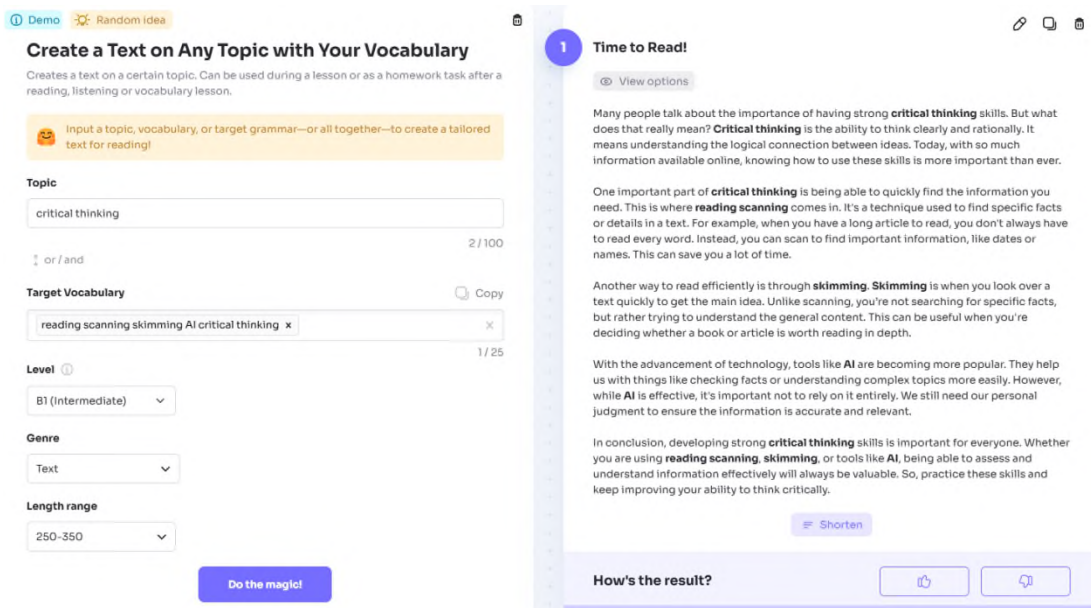 Demo
Random idea
Create a Text on Any Topic with Your Vocabulary
Creates a text on a certain topic. Can be used during a lesson or as a homework task after a
reading, listening or vocabulary lesson.
Input a topic, vocabulary, or target grammar—or all together—to create a tailored
text for reading!
Topic
critical thinking
2/100
or / and
Target Vocabulary
Copy
reading scanning skimming AI critical thinking x
1/25
Level
B1 (Intermediate)
Genre
Text
Length range
250-350
Do the magic!
1
Time to Read!
View options
Many people talk about the importance of having strong critical thinking skills. But what
does that really mean? Critical thinking is the ability to think clearly and rationally. It
means understanding the logical connection between ideas. Today, with so much
information available online, knowing how to use these skills is more important than ever.
One important part of critical thinking is being able to quickly find the information you
need. This is where reading scanning comes in. It's a technique used to find specific facts
or details in a text. For example, when you have a long article to read, you don't always have
to read every word. Instead, you can scan to find important information, like dates or
names. This can save you a lot of time.
Another way to read efficiently is through skimming. Skimming is when you look over a
text quickly to get the main idea. Unlike scanning, you're not searching for specific facts,
but rather trying to understand the general content. This can be useful when you're
deciding whether a book or article is worth reading in depth.
With the advancement of technology, tools like AI are becoming more popular. They help
us with things like checking facts or understanding complex topics more easily. However,
while AI is effective, it's important not to rely on it entirely. We still need our personal
judgment to ensure the information is accurate and relevant.
In conclusion, developing strong critical thinking skills is important for everyone. Whether
you are using reading scanning, skimming, or tools like AI, being able to assess and
understand information effectively will always be valuable. So, practice these skills and
keep improving your ability to think critically.
Shorten
How's the result?